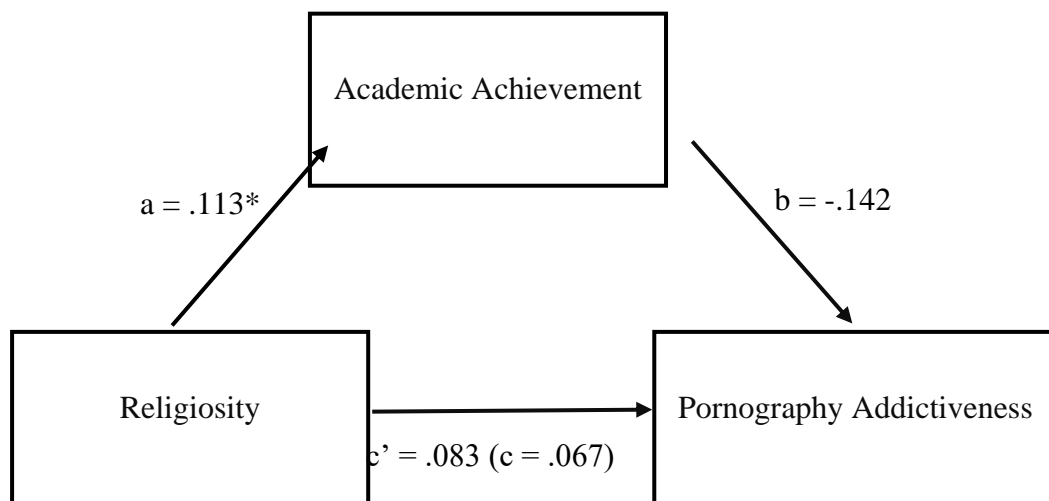 Academic Achievement
a = .113*
b = -.142
Religiosity
Pornography Addictiveness
c’ = .083 (c = .067)